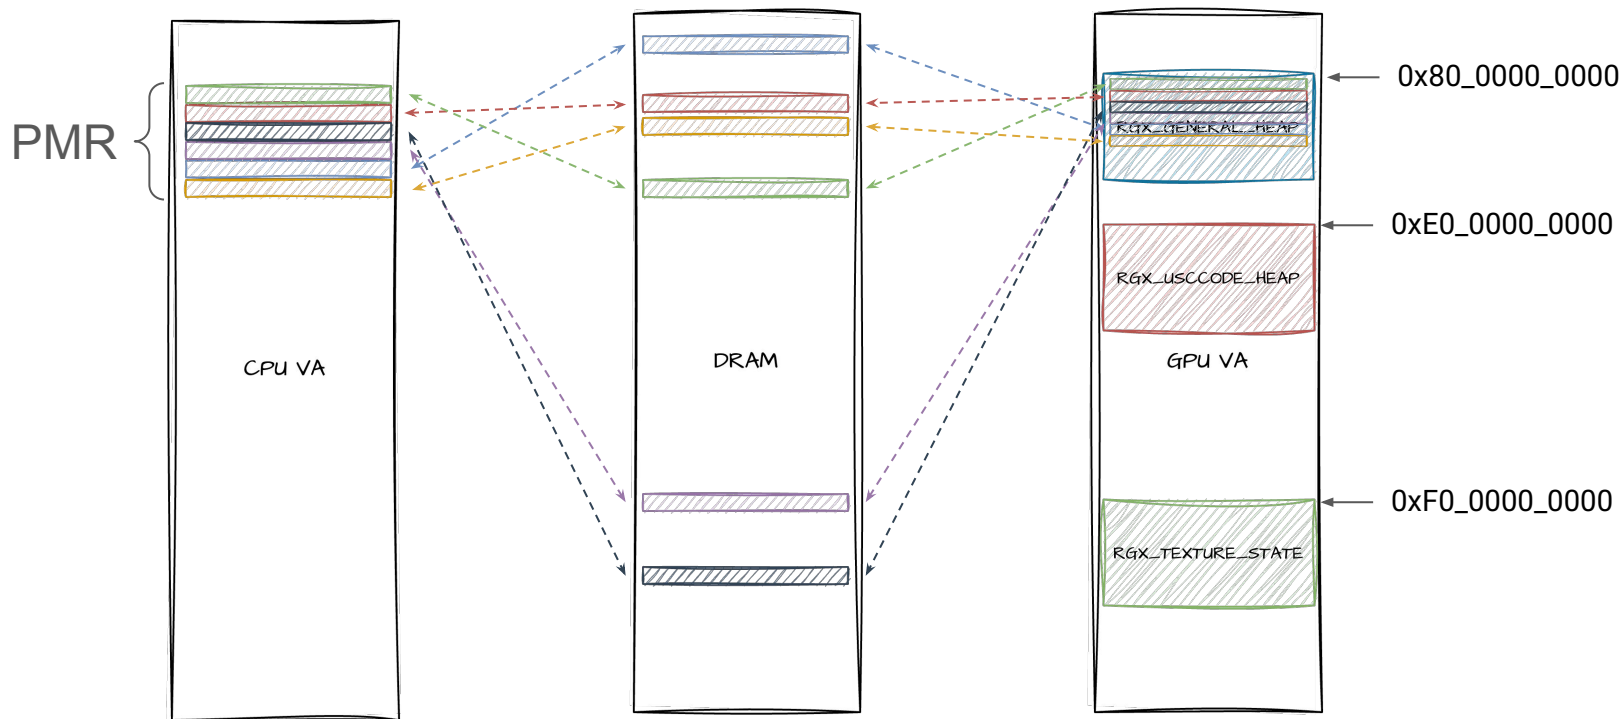 0x80_0000_0000
PMR
RGX_GENERAL_HEAP
0xE0_0000_0000
RGX_USCCODE_HEAP
CPU VA
DRAM
GPU VA
0xF0_0000_0000
RGX_TEXTURE_STATE